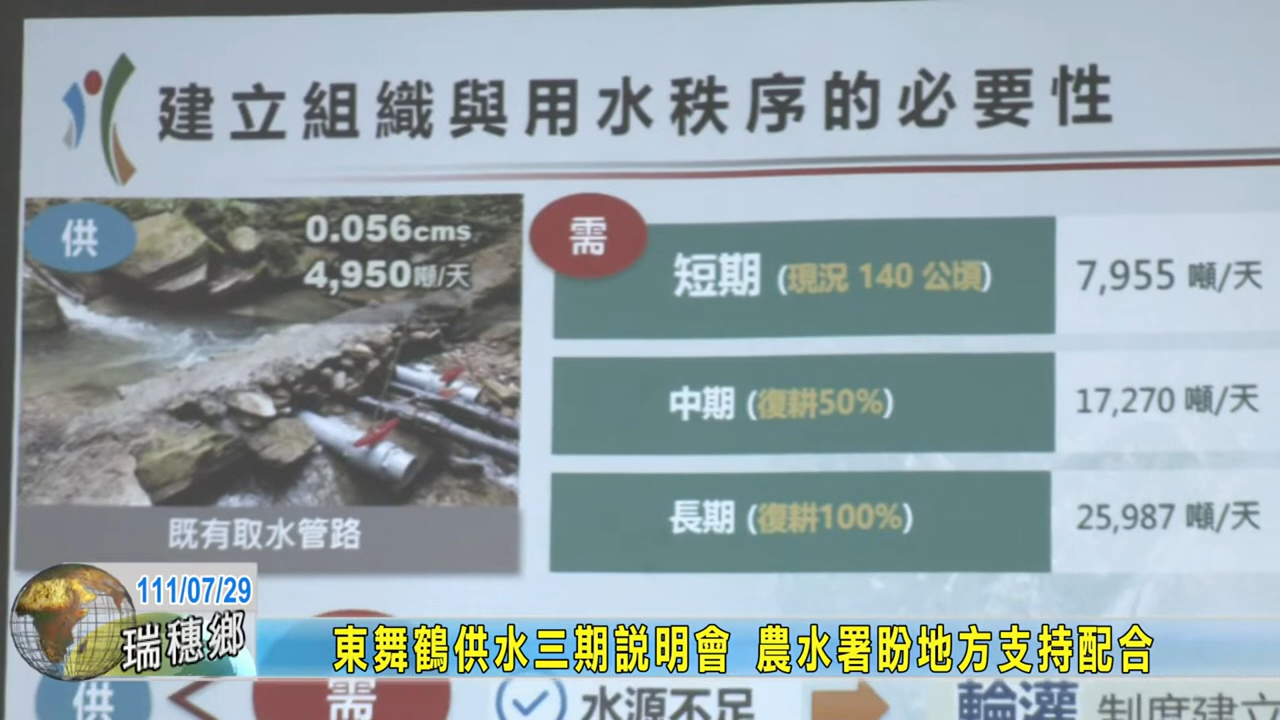 建立組織與用水秩序的必要性
供
0.056cms
4,950噸/天
既有取水管路
需
短期 (現況 140 公頃) 7,955 噸/天
中期 (復耕50%) 17,270 噸/天
長期 (復耕100%) 25,987 噸/天
111/07/29
瑞穗鄉
東舞鶴供水三期說明會 農水署盼地方支持配合
供 < 需 水源不足 輪灌 制度建立